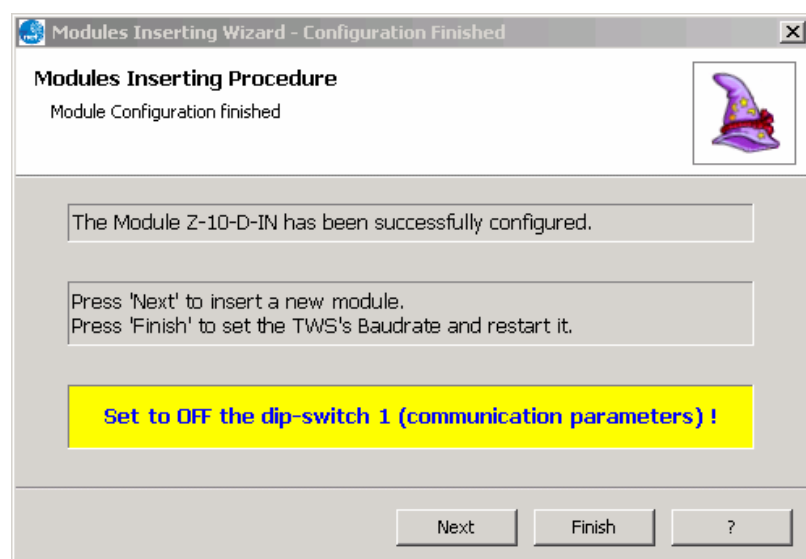 Modules Inserting Wizard - Configuration Finished
Modules Inserting Procedure
Module Configuration finished
The Module Z-10-D-IN has been successfully configured.
Press 'Next' to insert a new module.
Press 'Finish' to set the TWS's Baudrate and restart it.
Set to OFF the dip-switch 1 (communication parameters) !
Next Finish ?